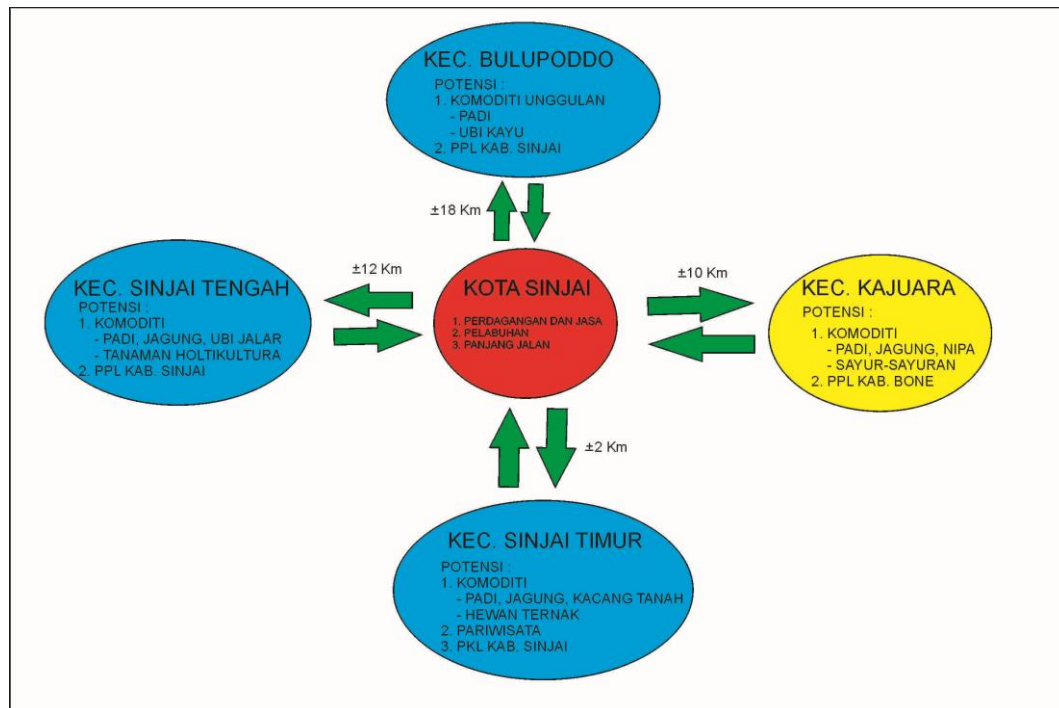 KEC. BULUPODDO
POTENSI :
1. KOMODITI UNGGULAN
- PADI
- UBI KAYU
2. PPL KAB. SINJAI
±18 Km
KEC. SINJAI TENGAH
POTENSI :
1. KOMODITI
- PADI, JAGUNG, UBI JALAR
- TANAMAN HOLTIKULTURA
2. PPL KAB. SINJAI
±12 Km
KOTA SINJAI
1. PERDAGANGAN DAN JASA
2. PELABUHAN
3. PANJANG JALAN
±10 Km
KEC. KAJUARA
POTENSI :
1. KOMODITI
- PADI, JAGUNG, NIPA
- SAYUR-SAYURAN
2. PPL KAB. BONE
±2 Km
KEC. SINJAI TIMUR
POTENSI :
1. KOMODITI
- PADI, JAGUNG, KACANG TANAH
- HEWAN TERNAK
2. PARIWISATA
3. PKL KAB. SINJAI